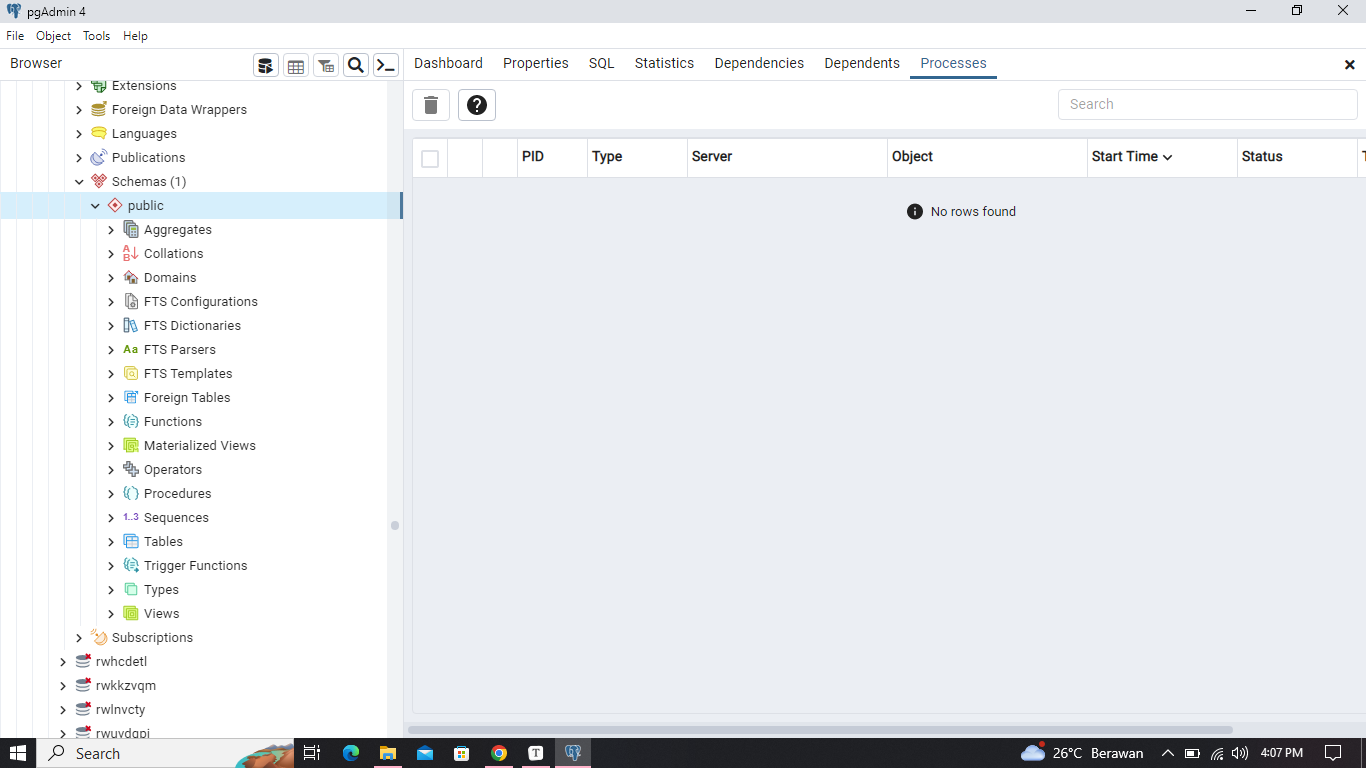 pgAdmin 4
File Object Tools Help
Browser
Dashboard Properties SQL Statistics Dependencies Dependents Processes
Extensions
Foreign Data Wrappers
Languages
Publications
Schemas (1)
public
Aggregates
Collations
Domains
FTS Configurations
FTS Dictionaries
Aa FTS Parsers
FTS Templates
Foreign Tables
Functions
Materialized Views
Operators
Procedures
1..3 Sequences
Tables
Trigger Functions
Types
Views
Subscriptions
rwhcdetl
rwkkzvqm
rwlnvcty
Search
PID Type Server Object Start Time Status
No rows found
Search
26°C Berawan
4:07 PM